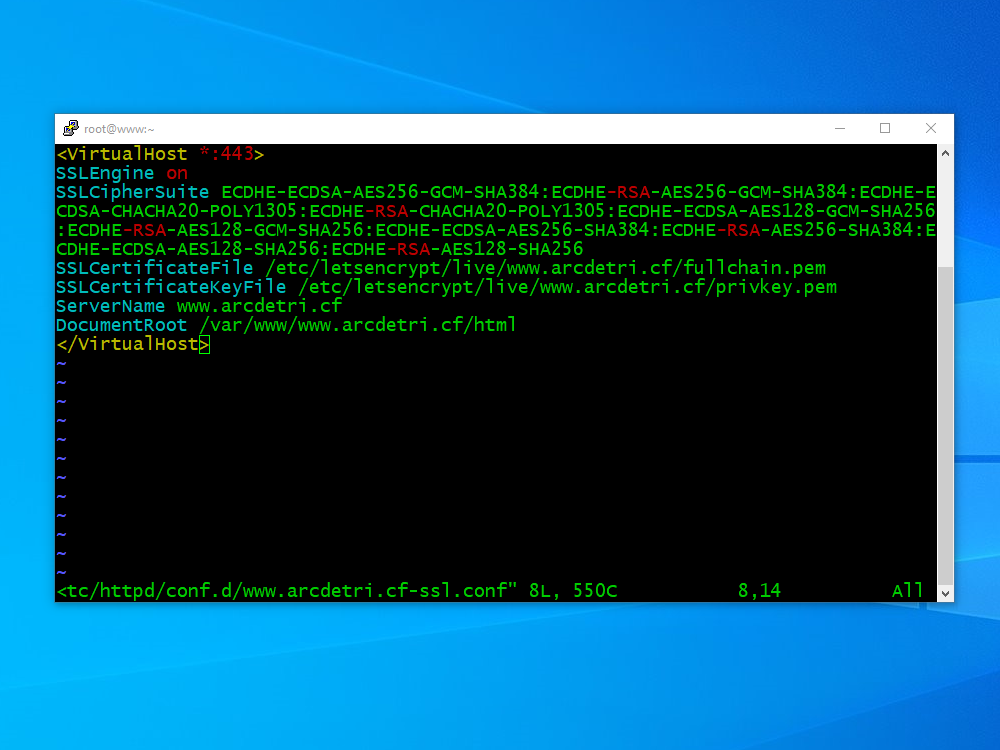 root@www:~
<VirtualHost *:443>
SSLEngine on
SSLCipherSuite ECDHE-ECDSA-AES256-GCM-SHA384:ECDHE-RSA-AES256-GCM-SHA384:ECDHE-E
CDSA-CHACHA20-POLY1305:ECDHE-RSA-CHACHA20-POLY1305:ECDHE-ECDSA-AES128-GCM-SHA256
:ECDHE-RSA-AES128-GCM-SHA256:ECDHE-ECDSA-AES256-SHA384:ECDHE-RSA-AES256-SHA384:E
CDHE-ECDSA-AES128-SHA256:ECDHE-RSA-AES128-SHA256
SSLCertificateFile /etc/letsencrypt/live/www.arcdetri.cf/fullchain.pem
SSLCertificateKeyFile /etc/letsencrypt/live/www.arcdetri.cf/privkey.pem
ServerName www.arcdetri.cf
DocumentRoot /var/www/www.arcdetri.cf/html
</VirtualHost>
~
~
~
~
~
~
~
~
~
~
~
~
<tc/httpd/conf.d/www.arcdetri.cf-ssl.conf" 8L, 550C 8,14 All